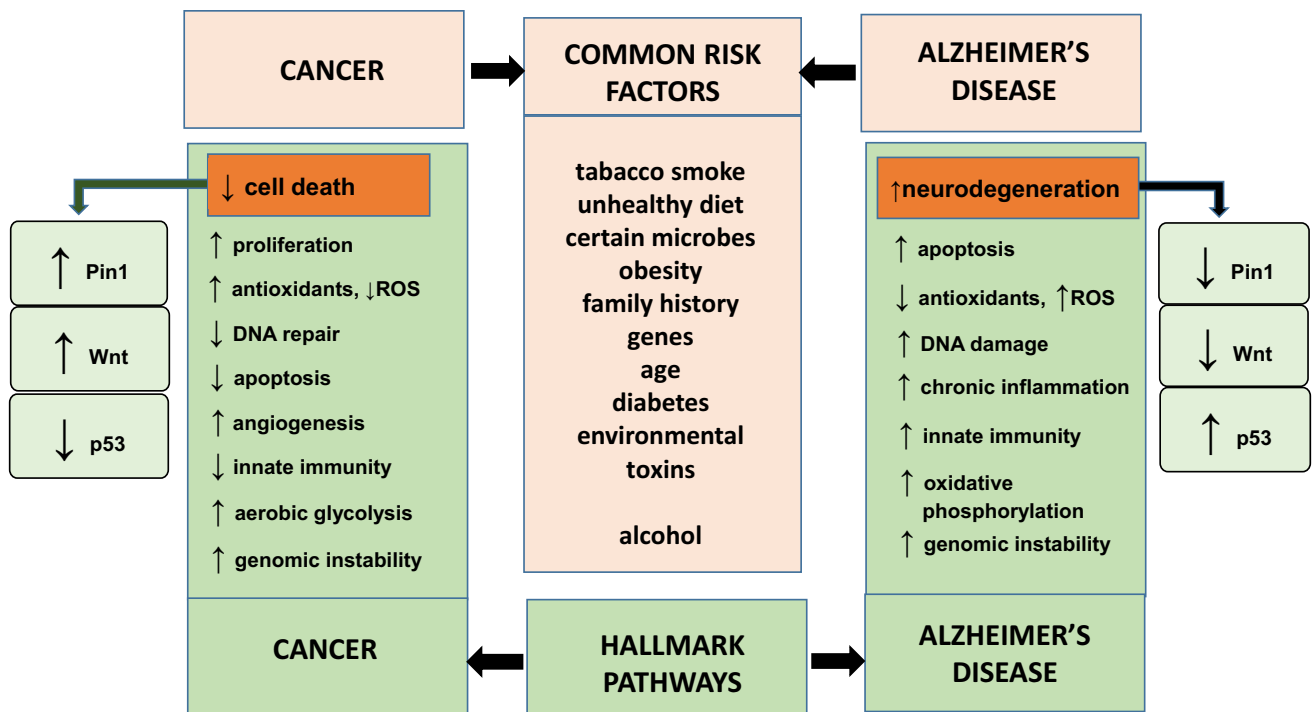 CANCER
COMMON RISK
FACTORS
ALZHEIMER'S
DISEASE
↓ cell death
↑ proliferation
↑ antioxidants, ↓ROS
↓ DNA repair
↓ apoptosis
↑ angiogenesis
↓ innate immunity
↑ aerobic glycolysis
↑ genomic instability
↑ Pin1
↑ Wnt
↓ p53
tabacco smoke
unhealthy diet
certain microbes
obesity
family history
genes
age
diabetes
environmental
toxins
alcohol
↑neurodegeneration
↑ apoptosis
↓ antioxidants, ↑ROS
↑ DNA damage
↑ chronic inflammation
↑ innate immunity
↑ oxidative
phosphorylation
↑ genomic instability
↓ Pin1
↓ Wnt
↑ p53
CANCER
HALLMARK
PATHWAYS
ALZHEIMER'S
DISEASE